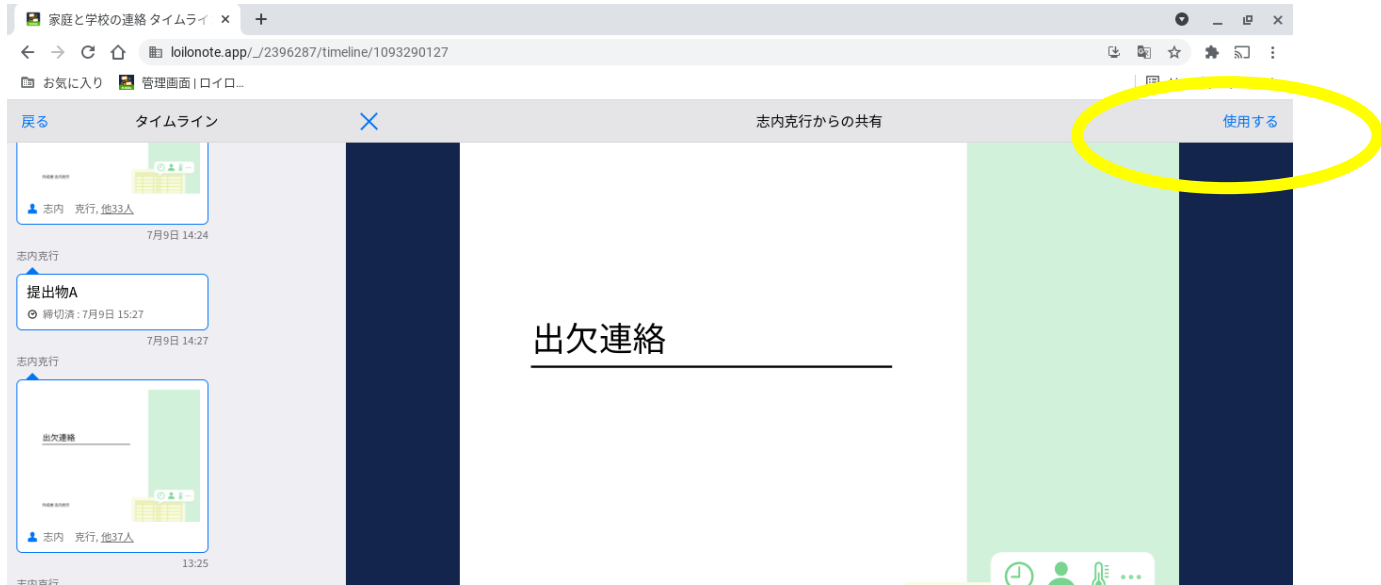 家庭と学校の連絡 タイムライ
loilonote.app/_/2396287/timeline/1093290127
お気に入り
管理画面 | ロイロ...
戻る
タイムライン
志内克行からの共有
使用する
志内 克行, 他33人
7月9日 14:24
志内克行
提出物A
締切済 : 7月9日 15:27
7月9日 14:27
志内克行
出欠連絡
志内 克行, 他37人
13:25
志内克行
出欠連絡